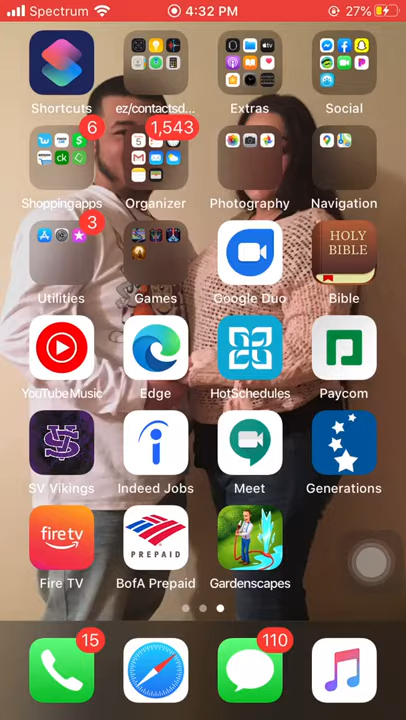 Spectrum 4:32 PM 27%
Shortcuts ez/contactsd... Extras Social
6 1,543
Shoppingapps Organizer Photography Navigation
3
HOLY
BIBLE
Utilities Games Google Duo Bible
YouTube Music Edge HotSchedules Paycom
SV Vikings Indeed Jobs Meet Generations
firetv
PREPAID
Fire TV BofA Prepaid Gardenscapes
15 110